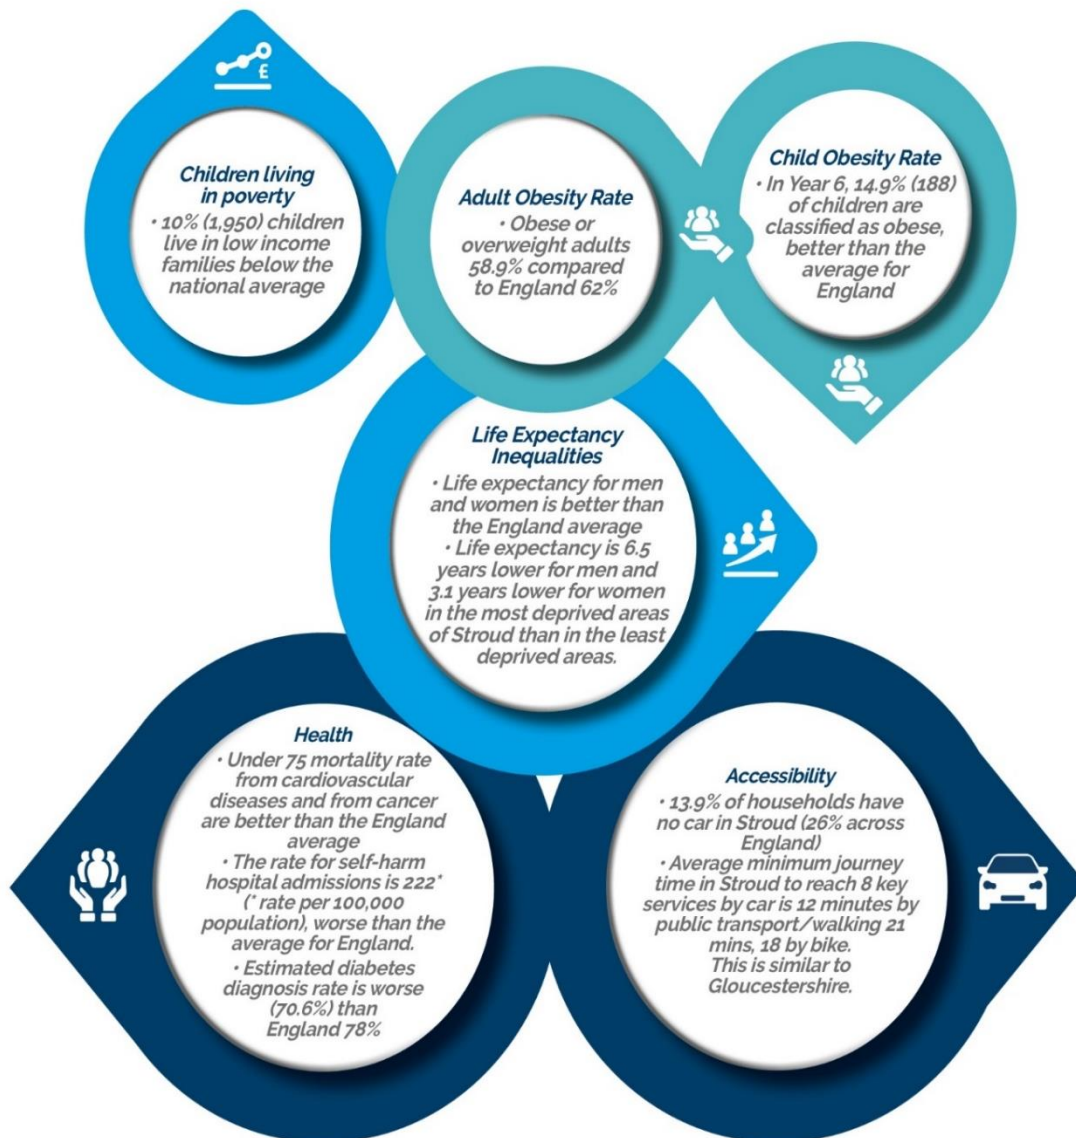 £
Children living
in poverty
• 10% (1,950) children
live in low income
families below the
national average
Adult Obesity Rate
• Obese or
overweight adults
58.9% compared
to England 62%
Child Obesity Rate
• In Year 6, 14.9% (188)
of children are
classified as obese,
better than the
average for
England
Life Expectancy
Inequalities
• Life expectancy for men
and women is better than
the England average
• Life expectancy is 6.5
years lower for men and
3.1 years lower for women
in the most deprived areas
of Stroud than in the least
deprived areas.
Health
• Under 75 mortality rate
from cardiovascular
diseases and from cancer
are better than the England
average
• The rate for self-harm
hospital admissions is 222*
(* rate per 100,000
population), worse than the
average for England.
• Estimated diabetes
diagnosis rate is worse
(70.6%) than
England 78%
Accessibility
• 13.9% of households have
no car in Stroud (26% across
England)
• Average minimum journey
time in Stroud to reach 8 key
services by car is 12 minutes by
public transport/walking 21
mins, 18 by bike.
This is similar to
Gloucestershire.